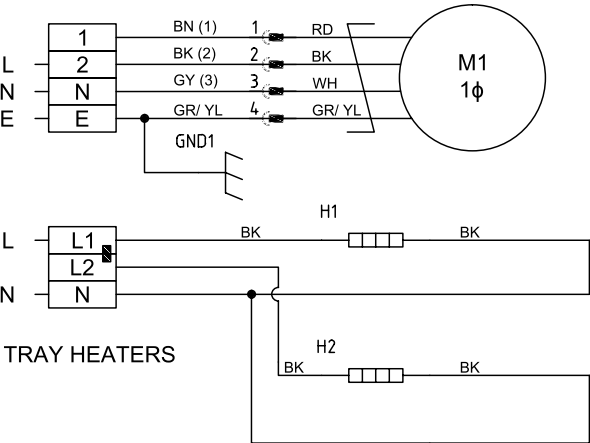 1 BN (1) 1 RD
L 2 BK (2) 2 BK
N N GY (3) 3 WH
E E GR/ YL 4 GR/ YL
M1
1ϕ
GND1
H1
L L1 BK BK
L2
N N
TRAY HEATERS
H2
BK BK